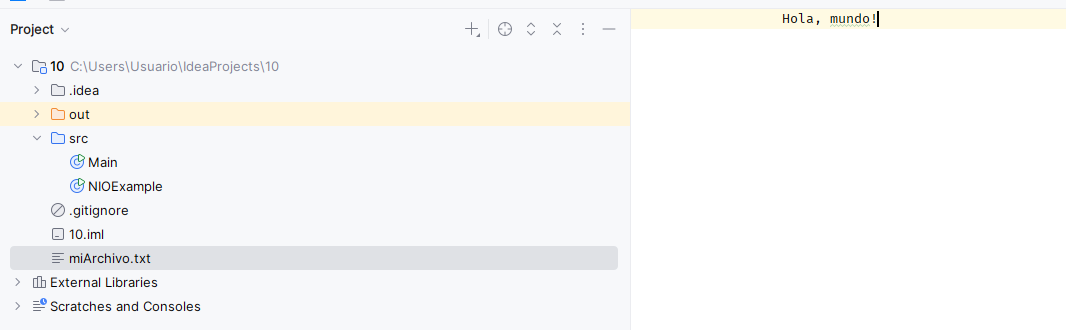 Project
10 C:\Users\Usuario\IdeaProjects\10
.idea
out
src
Main
NIOExample
.gitignore
10.iml
miArchivo.txt
External Libraries
Scratches and Consoles
Hola, mundo!